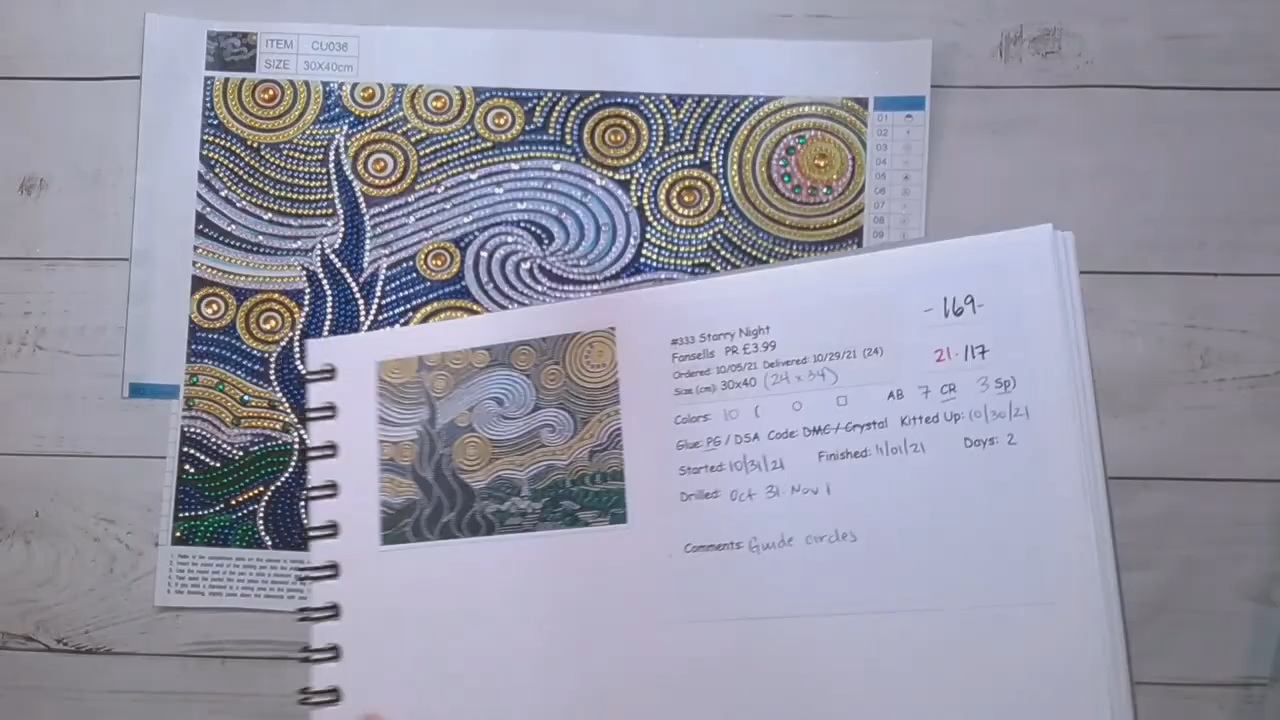 ITEM CU036
SIZE 30X40cm
01
02
03
04
05
06
07
08
09
-169-
#333 Starry Night
Fansells PR £3.99
21·117
Ordered: 10/05/21 Delivered: 10/29/21 (24)
Size (cm): 30x40 (24 x 34)
Colors: 10 ( AB 7 CR 3 Sp)
Glue: PG / DSA Code: DMC / Crystal Kitted Up: 10/30/21
Started: 10/31/21 Finished: 11/01/21 Days: 2
Drilled: Oct 31. Nov 1
Comments: Guide circles